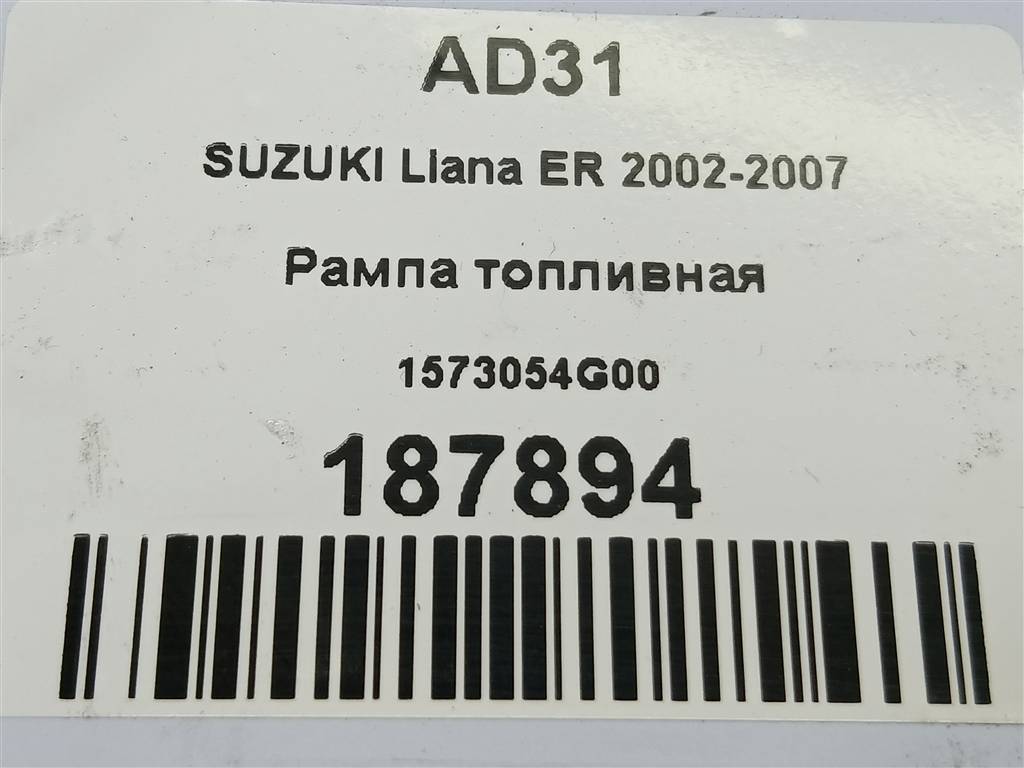 AD31
SUZUKI Liana ER 2002-2007
Рампа топливная
1573054G00
187894